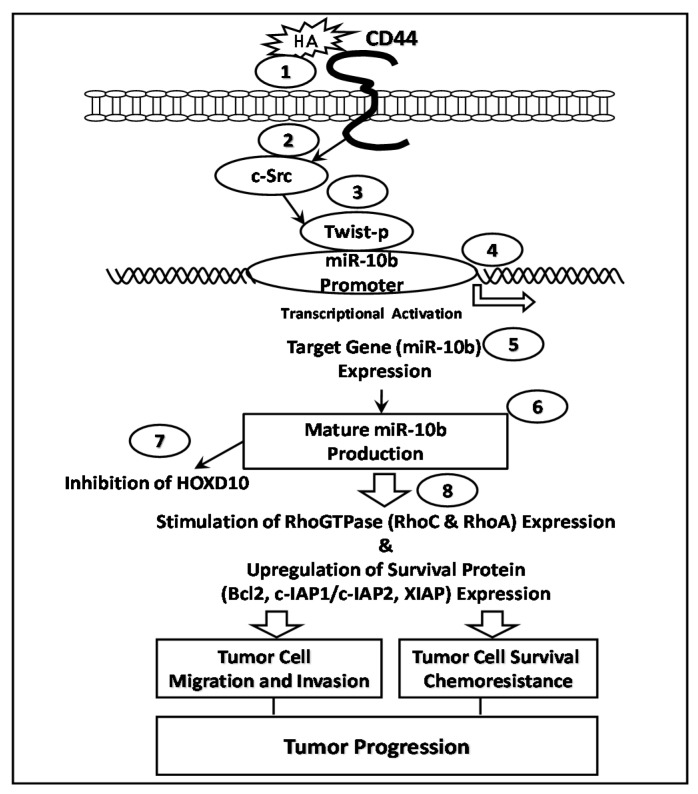 HA
CD44
1
2
c-Src
3
Twist-p
4
miR-10b
Promoter
Transcriptional Activation
Target Gene (miR-10b)
5
Expression
6
Mature miR-10b
Production
7
Inhibition of HOXD10
8
Stimulation of RhoGTPase (RhoC & RhoA) Expression
&
Upregulation of Survival Protein
(Bcl2, c-IAP1/c-IAP2, XIAP) Expression
Tumor Cell
Migration and Invasion
Tumor Cell Survival
Chemoresistance
Tumor Progression